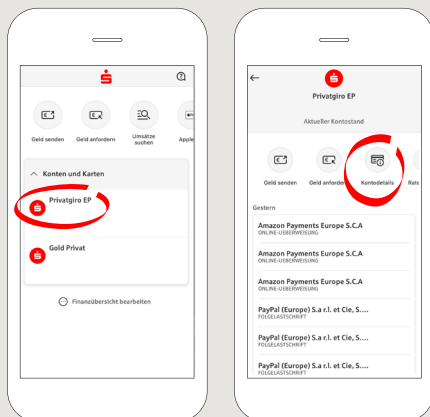 Geld senden
Geld anfordern
Umsätze
suchen
Apple
Konten und Karten
Privatgiro EP
Gold Privat
Finanzübersicht bearbeiten
Privatgiro EP
Aktueller Kontostand
Geld senden
Geld anfordern
Kontodetails
Gestern
Amazon Payments Europe S.C.A
ONLINE-UEBERWEISUNG
Amazon Payments Europe S.C.A
ONLINE-UEBERWEISUNG
Amazon Payments Europe S.C.A
ONLINE-UEBERWEISUNG
PayPal (Europe) S.a r.l. et Cie, S....
FOLGELASTSCHRIFT
PayPal (Europe) S.a r.l. et Cie, S....
FOLGELASTSCHRIFT
PayPal (Europe) S.a r.l. et Cie, S....
FOLGELASTSCHRIFT